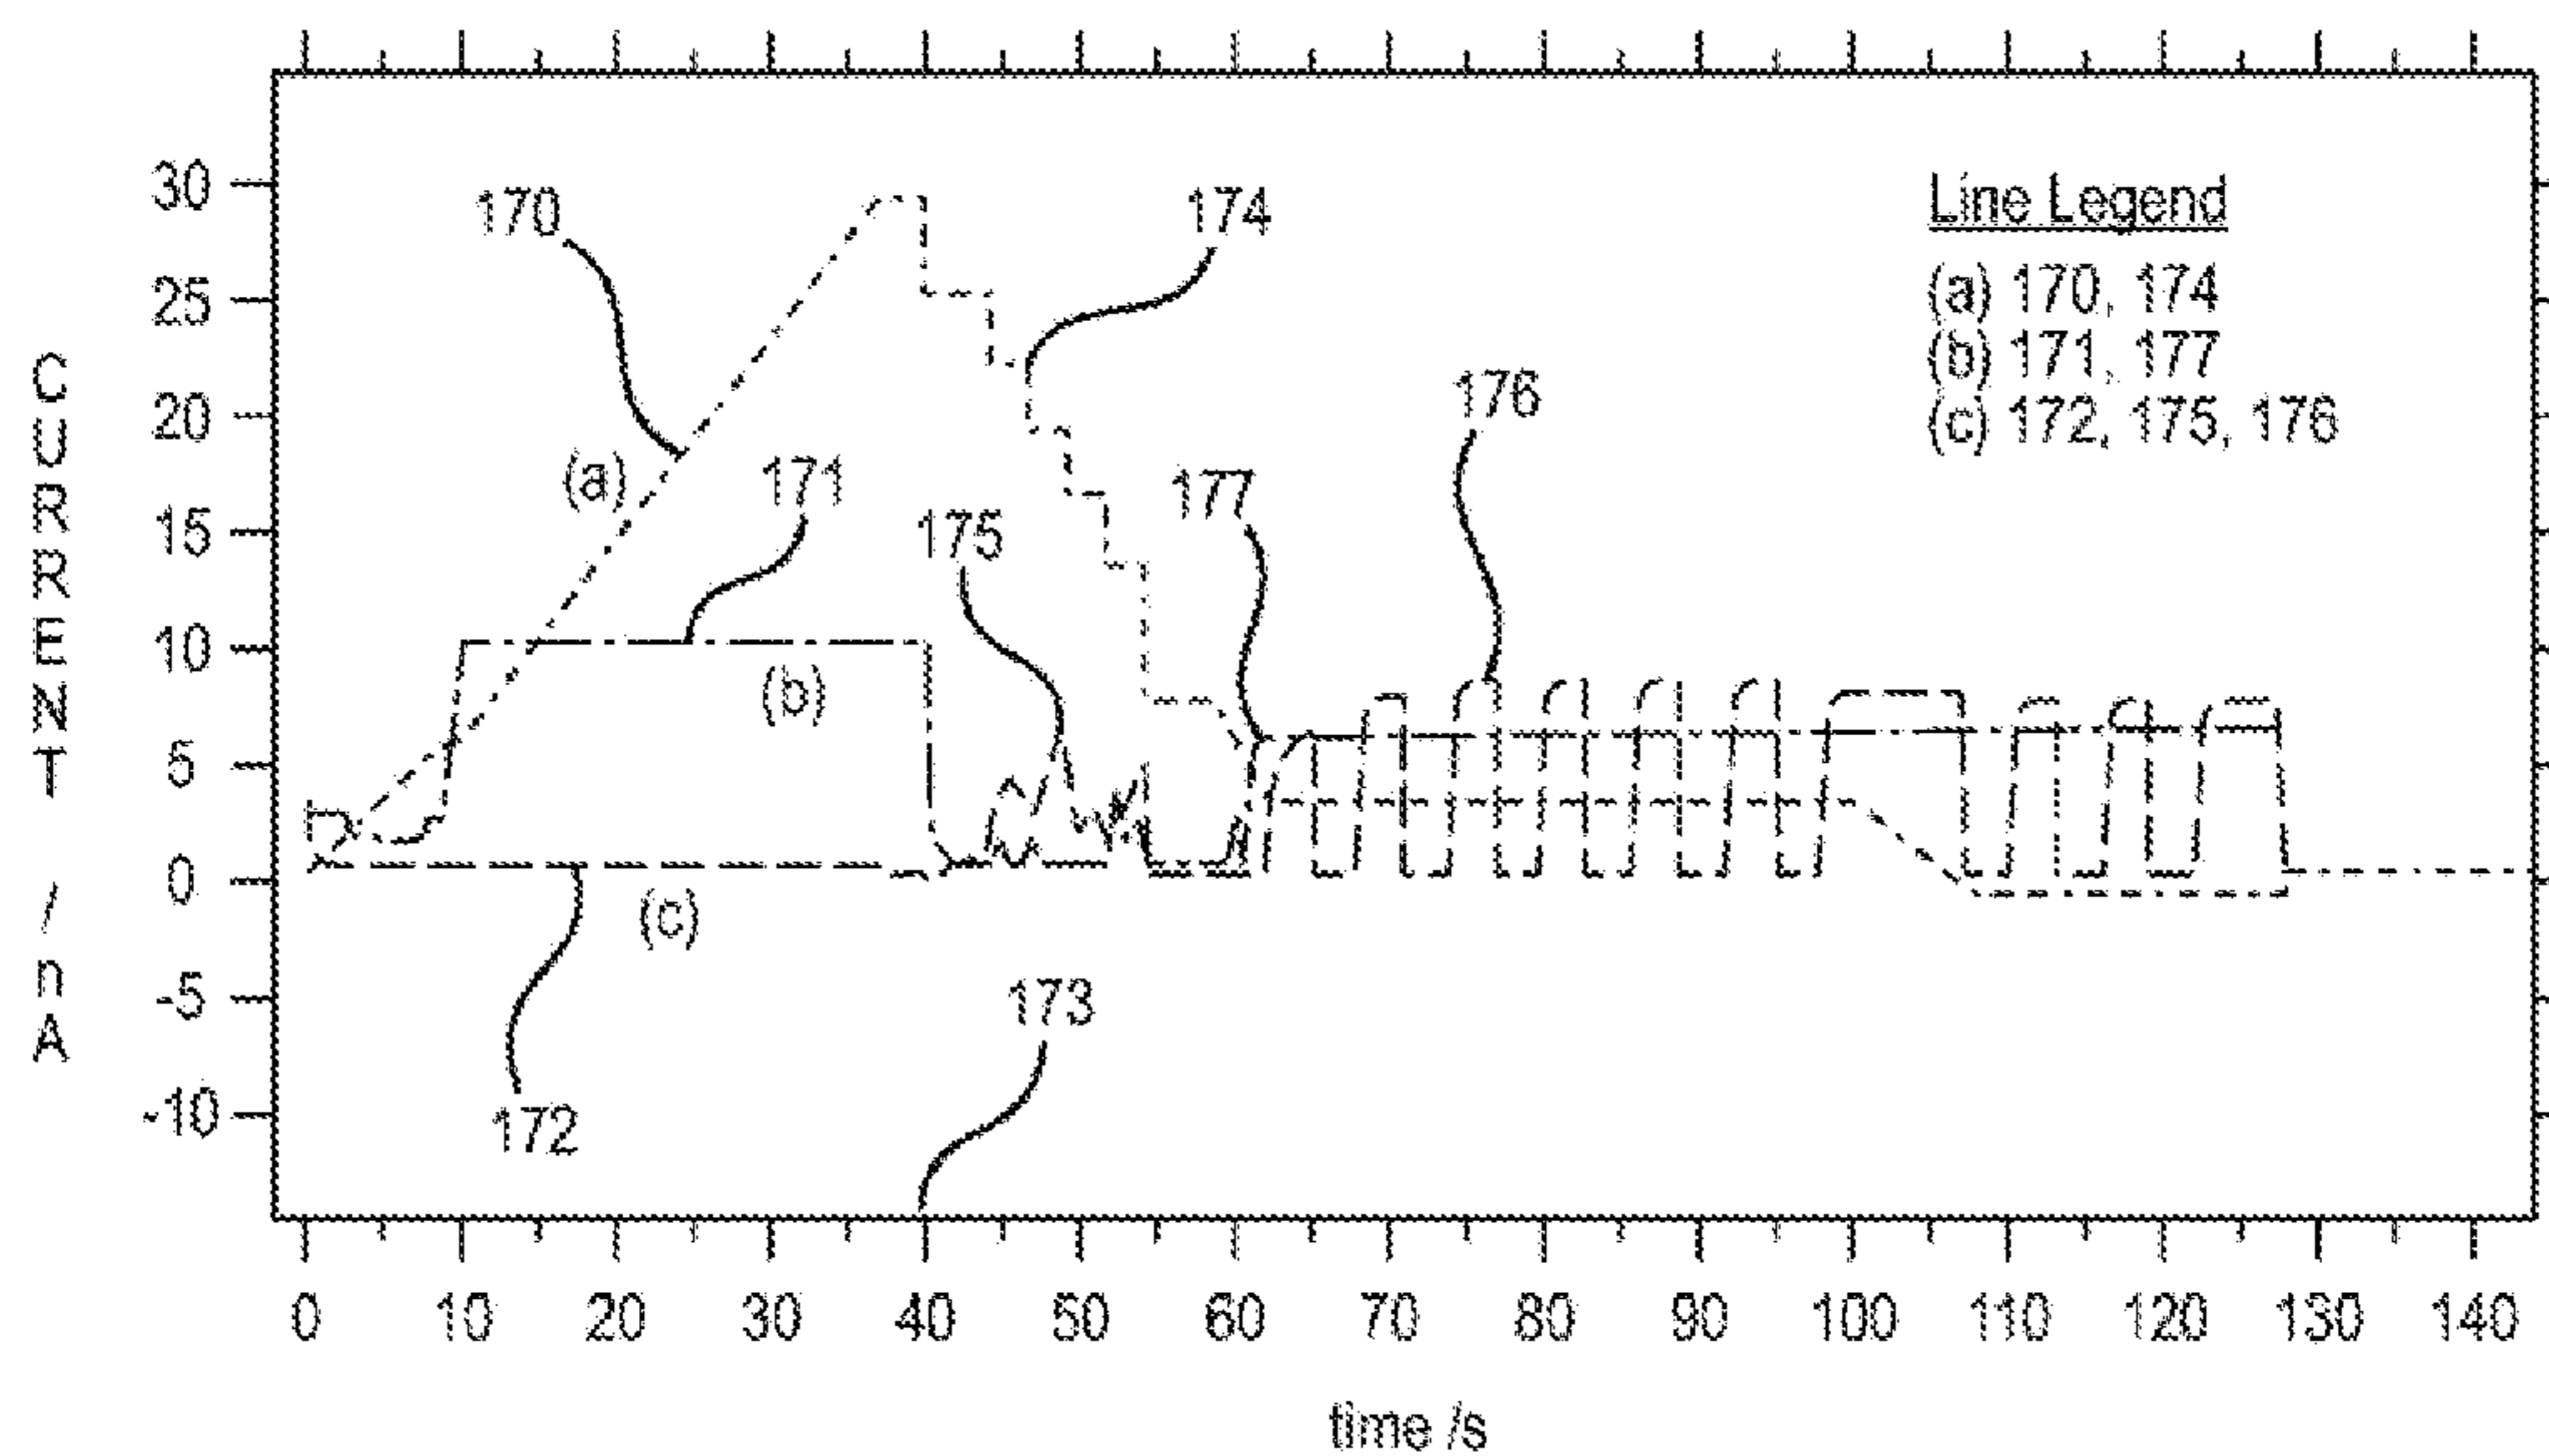 30
25
20
15
10
5
0
-5
-10
CURRENT /nA
170
174
(a)
171
175
177
176
(b)
(c)
172
173
Line Legend
(a) 170, 174
(b) 171, 177
(c) 172, 175, 176
0 10 20 30 40 50 60 70 80 90 100 110 120 130 140
time /s